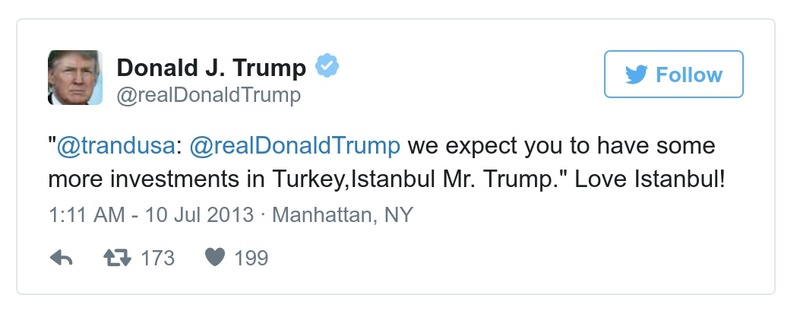 Donald J. Trump
@realDonaldTrump
Follow
"@trandusa: @realDonaldTrump we expect you to have some
more investments in Turkey,Istanbul Mr. Trump." Love Istanbul!
1:11 AM - 10 Jul 2013 · Manhattan, NY
173 199